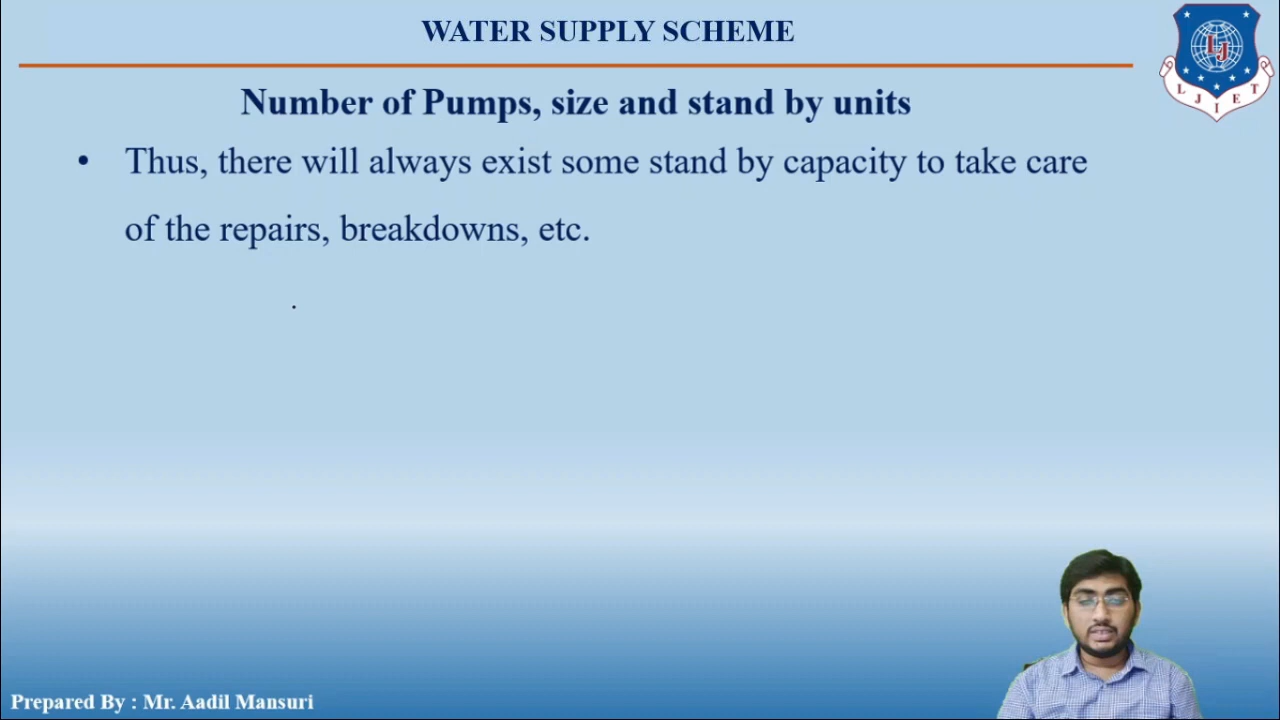 WATER SUPPLY SCHEME
LJ
L J I E T
Number of Pumps, size and stand by units
• Thus, there will always exist some stand by capacity to take care
of the repairs, breakdowns, etc.
.
Prepared By : Mr. Aadil Mansuri